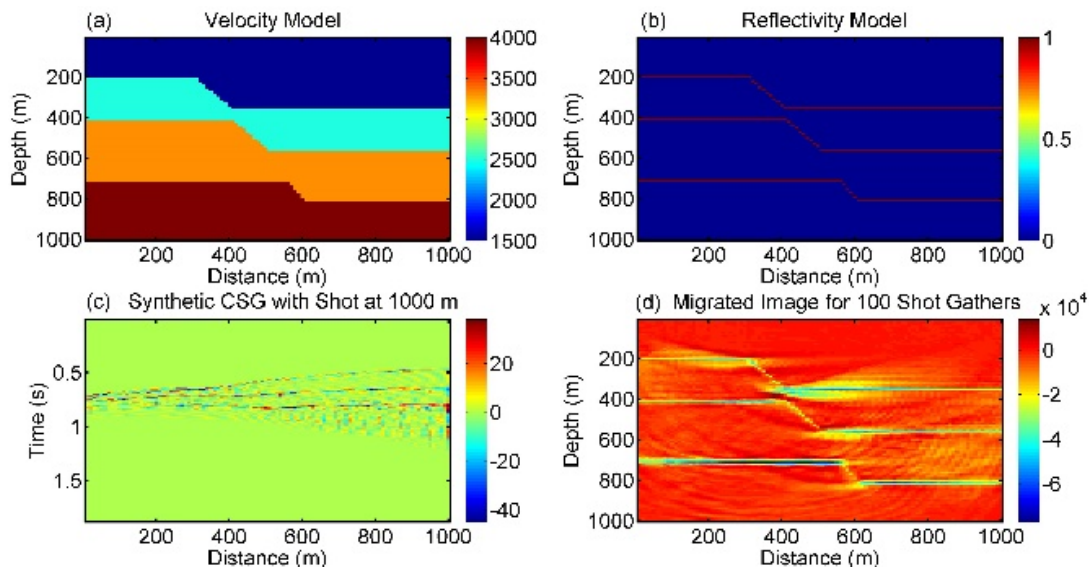 (a) Velocity Model
(b) Reflectivity Model
Depth (m)
200
400
600
800
1000
200 400 600 800 1000
Distance (m)
4000
3500
3000
2500
2000
1500
Depth (m)
200
400
600
800
1000
200 400 600 800 1000
Distance (m)
1
0.5
0
(c) Synthetic CSG with Shot at 1000 m
(d) Migrated Image for 100 Shot Gathers
Time (s)
0.5
1
1.5
200 400 600 800 1000
Distance (m)
20
0
-20
-40
Depth (m)
200
400
600
800
1000
200 400 600 800 1000
Distance (m)
x 10^4
0
-2
-4
-6